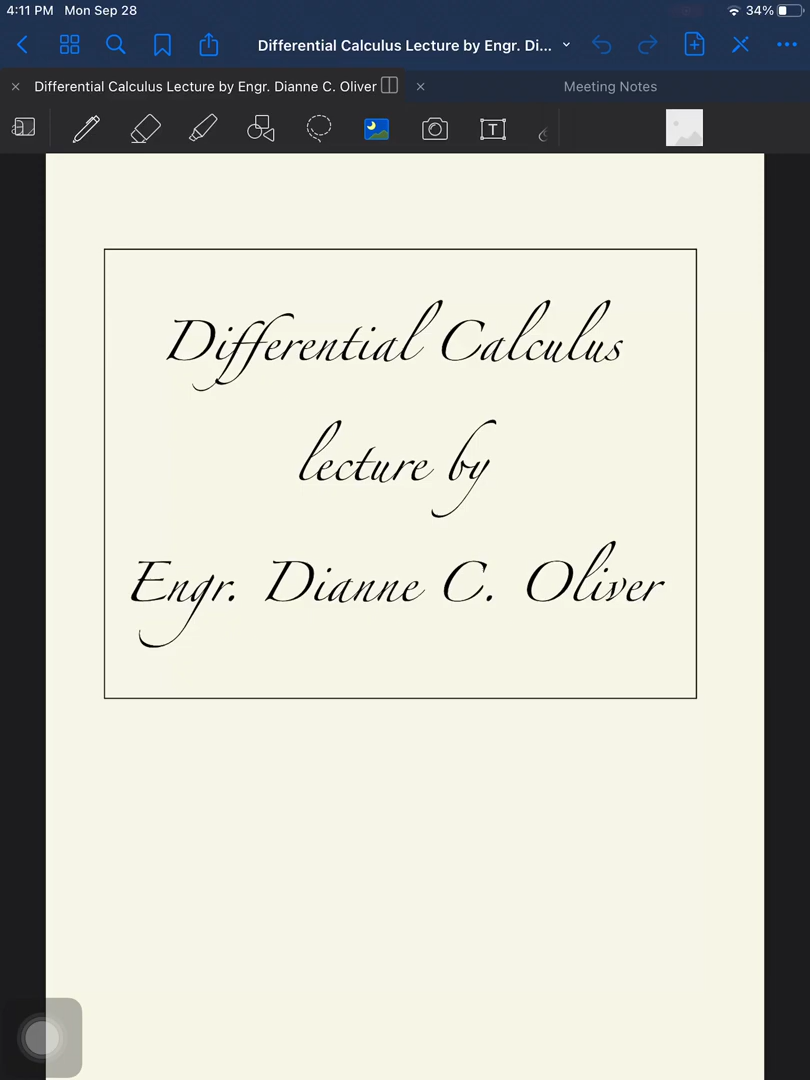 4:11 PM Mon Sep 28 34%
Differential Calculus Lecture by Engr. Di...
Differential Calculus Lecture by Engr. Dianne C. Oliver Meeting Notes
T
Differential Calculus
lecture by
Engr. Dianne C. Oliver